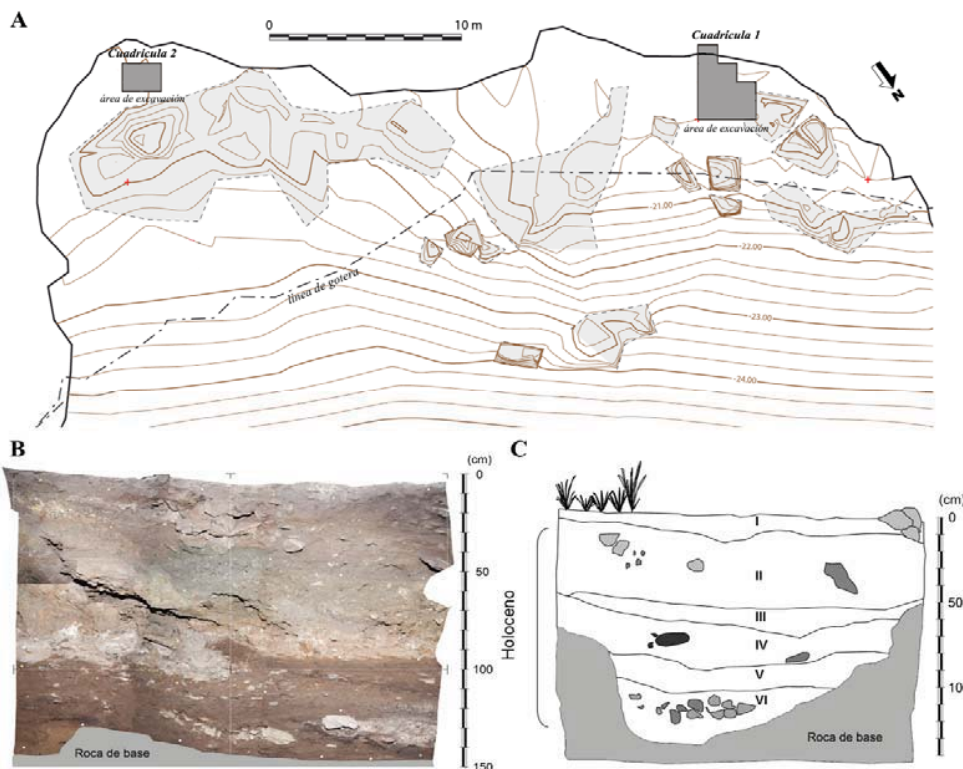 A
0
10 m
Cuadrícula 2
área de excavación
Cuadrícula 1
área de excavación
N
-21.00
-22.00
línea de gotera
-23.00
-24.00
B
(cm)
0
50
100
150
Roca de base
C
(cm)
0
50
100
Holoceno
I
II
III
IV
V
VI
Roca de base